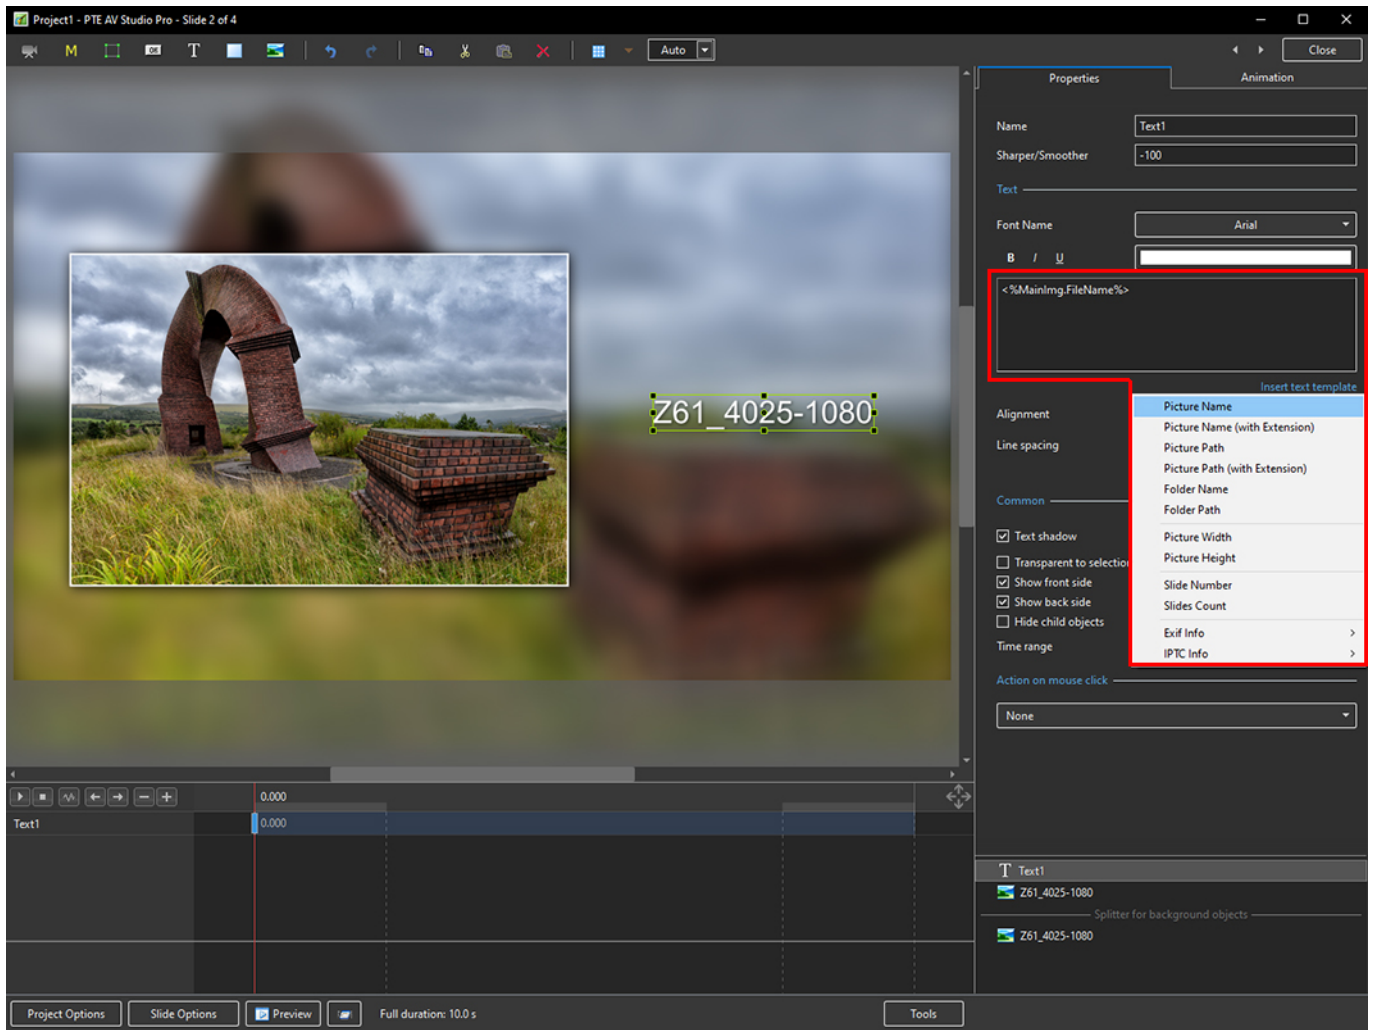 Project1 - PTE AV Studio Pro - Slide 2 of 4
M
OK
T
Auto
Close
Properties
Animation
Name
Text1
Sharper/Smoother
-100
Text
Font Name
Arial
B I U
<%MainImg.FileName%>
Insert text template
Z61_4025-1080
Alignment
Line spacing
Picture Name
Picture Name (with Extension)
Picture Path
Picture Path (with Extension)
Folder Name
Folder Path
Picture Width
Picture Height
Slide Number
Slides Count
Exif Info
IPTC Info
Common
Text shadow
Transparent to selection
Show front side
Show back side
Hide child objects
Time range
Action on mouse click
None
0.000
Text1
0.000
T Text1
Z61_4025-1080
Splitter for background objects
Z61_4025-1080
Project Options
Slide Options
Preview
Full duration: 10.0 s
Tools